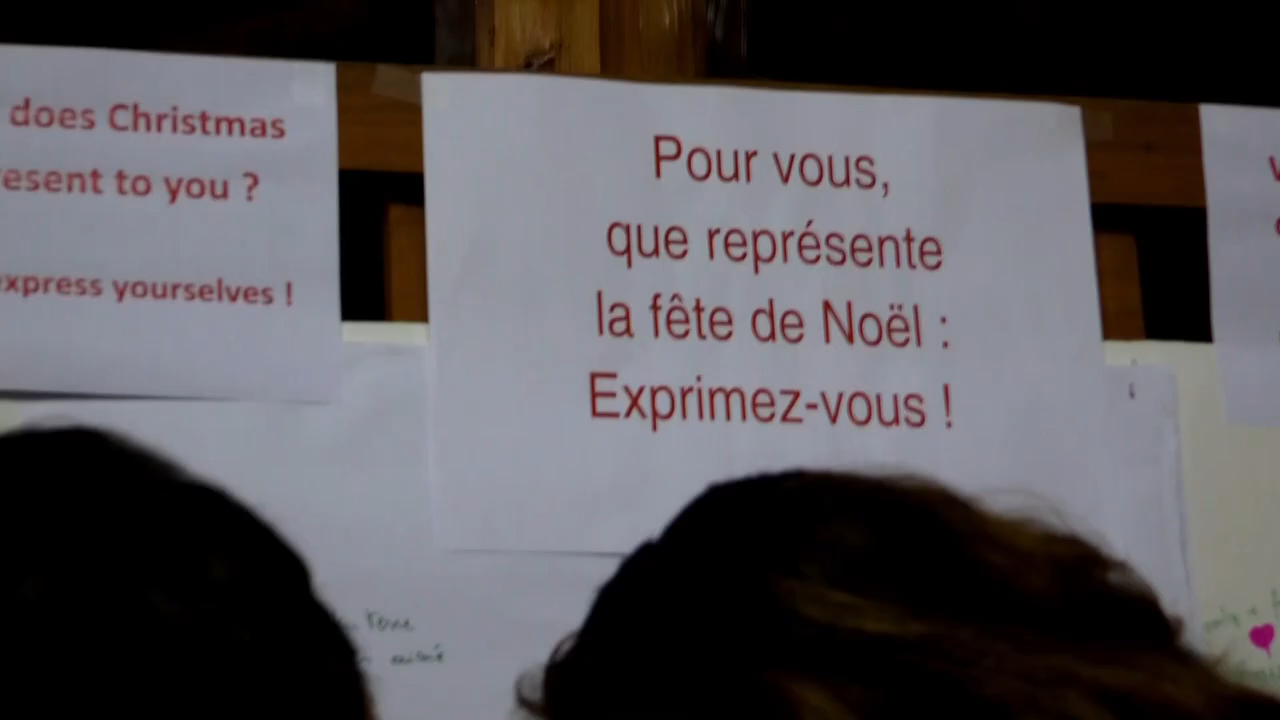 does Christmas
esent to you ?
xpress yourselves !
Pour vous,
que représente
la fête de Noël :
Exprimez-vous !